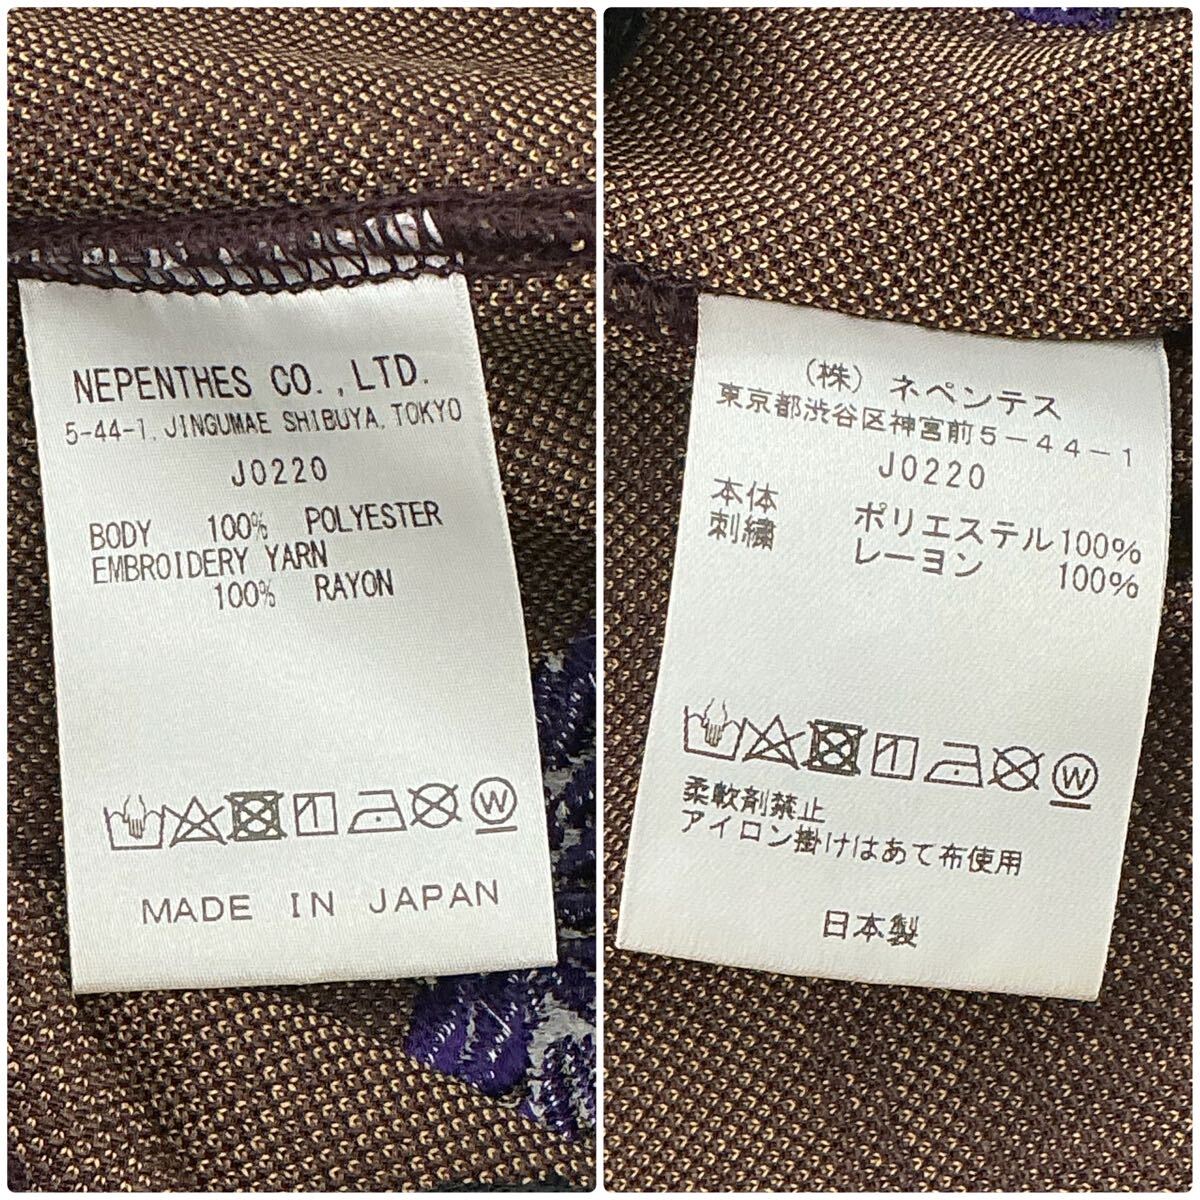 NEPENTHES CO.,LTD.
5-44-1, JINGUMAE SHIBUYA, TOKYO
J0220
BODY 100% POLYESTER
EMBROIDERY YARN
100% RAYON
W
MADE IN JAPAN
（株）ネペンテス
東京都渋谷区神宮前５－４４－１
J0220
本体 ポリエステル100%
刺繍 レーヨン 100%
W
柔軟剤禁止
アイロン掛けはあて布使用
日本製